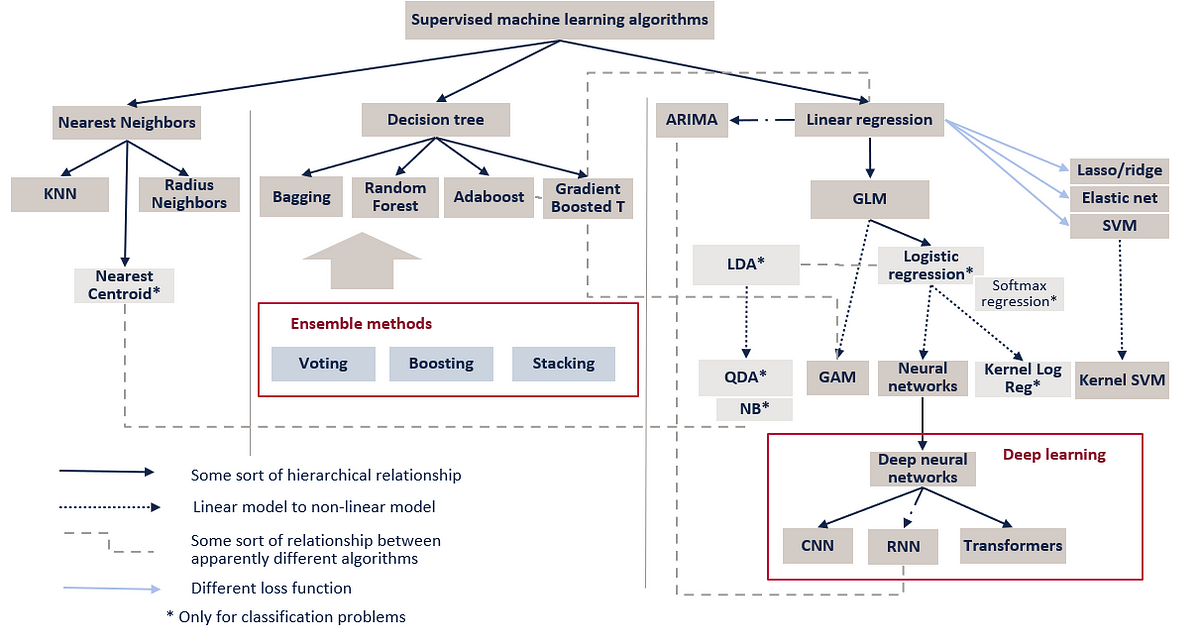 Supervised machine learning algorithms
Nearest Neighbors
Decision tree
ARIMA
Linear regression
KNN
Radius
Neighbors
Bagging
Random
Forest
Adaboost
Gradient
Boosted T
GLM
Lasso/ridge
Elastic net
SVM
Nearest
Centroid*
LDA*
Logistic
regression*
Softmax
regression*
Ensemble methods
Voting
Boosting
Stacking
QDA*
NB*
GAM
Neural
networks
Kernel Log
Reg*
Kernel SVM
Deep learning
Deep neural
networks
CNN
RNN
Transformers
Some sort of hierarchical relationship
Linear model to non-linear model
Some sort of relationship between
apparently different algorithms
Different loss function
* Only for classification problems